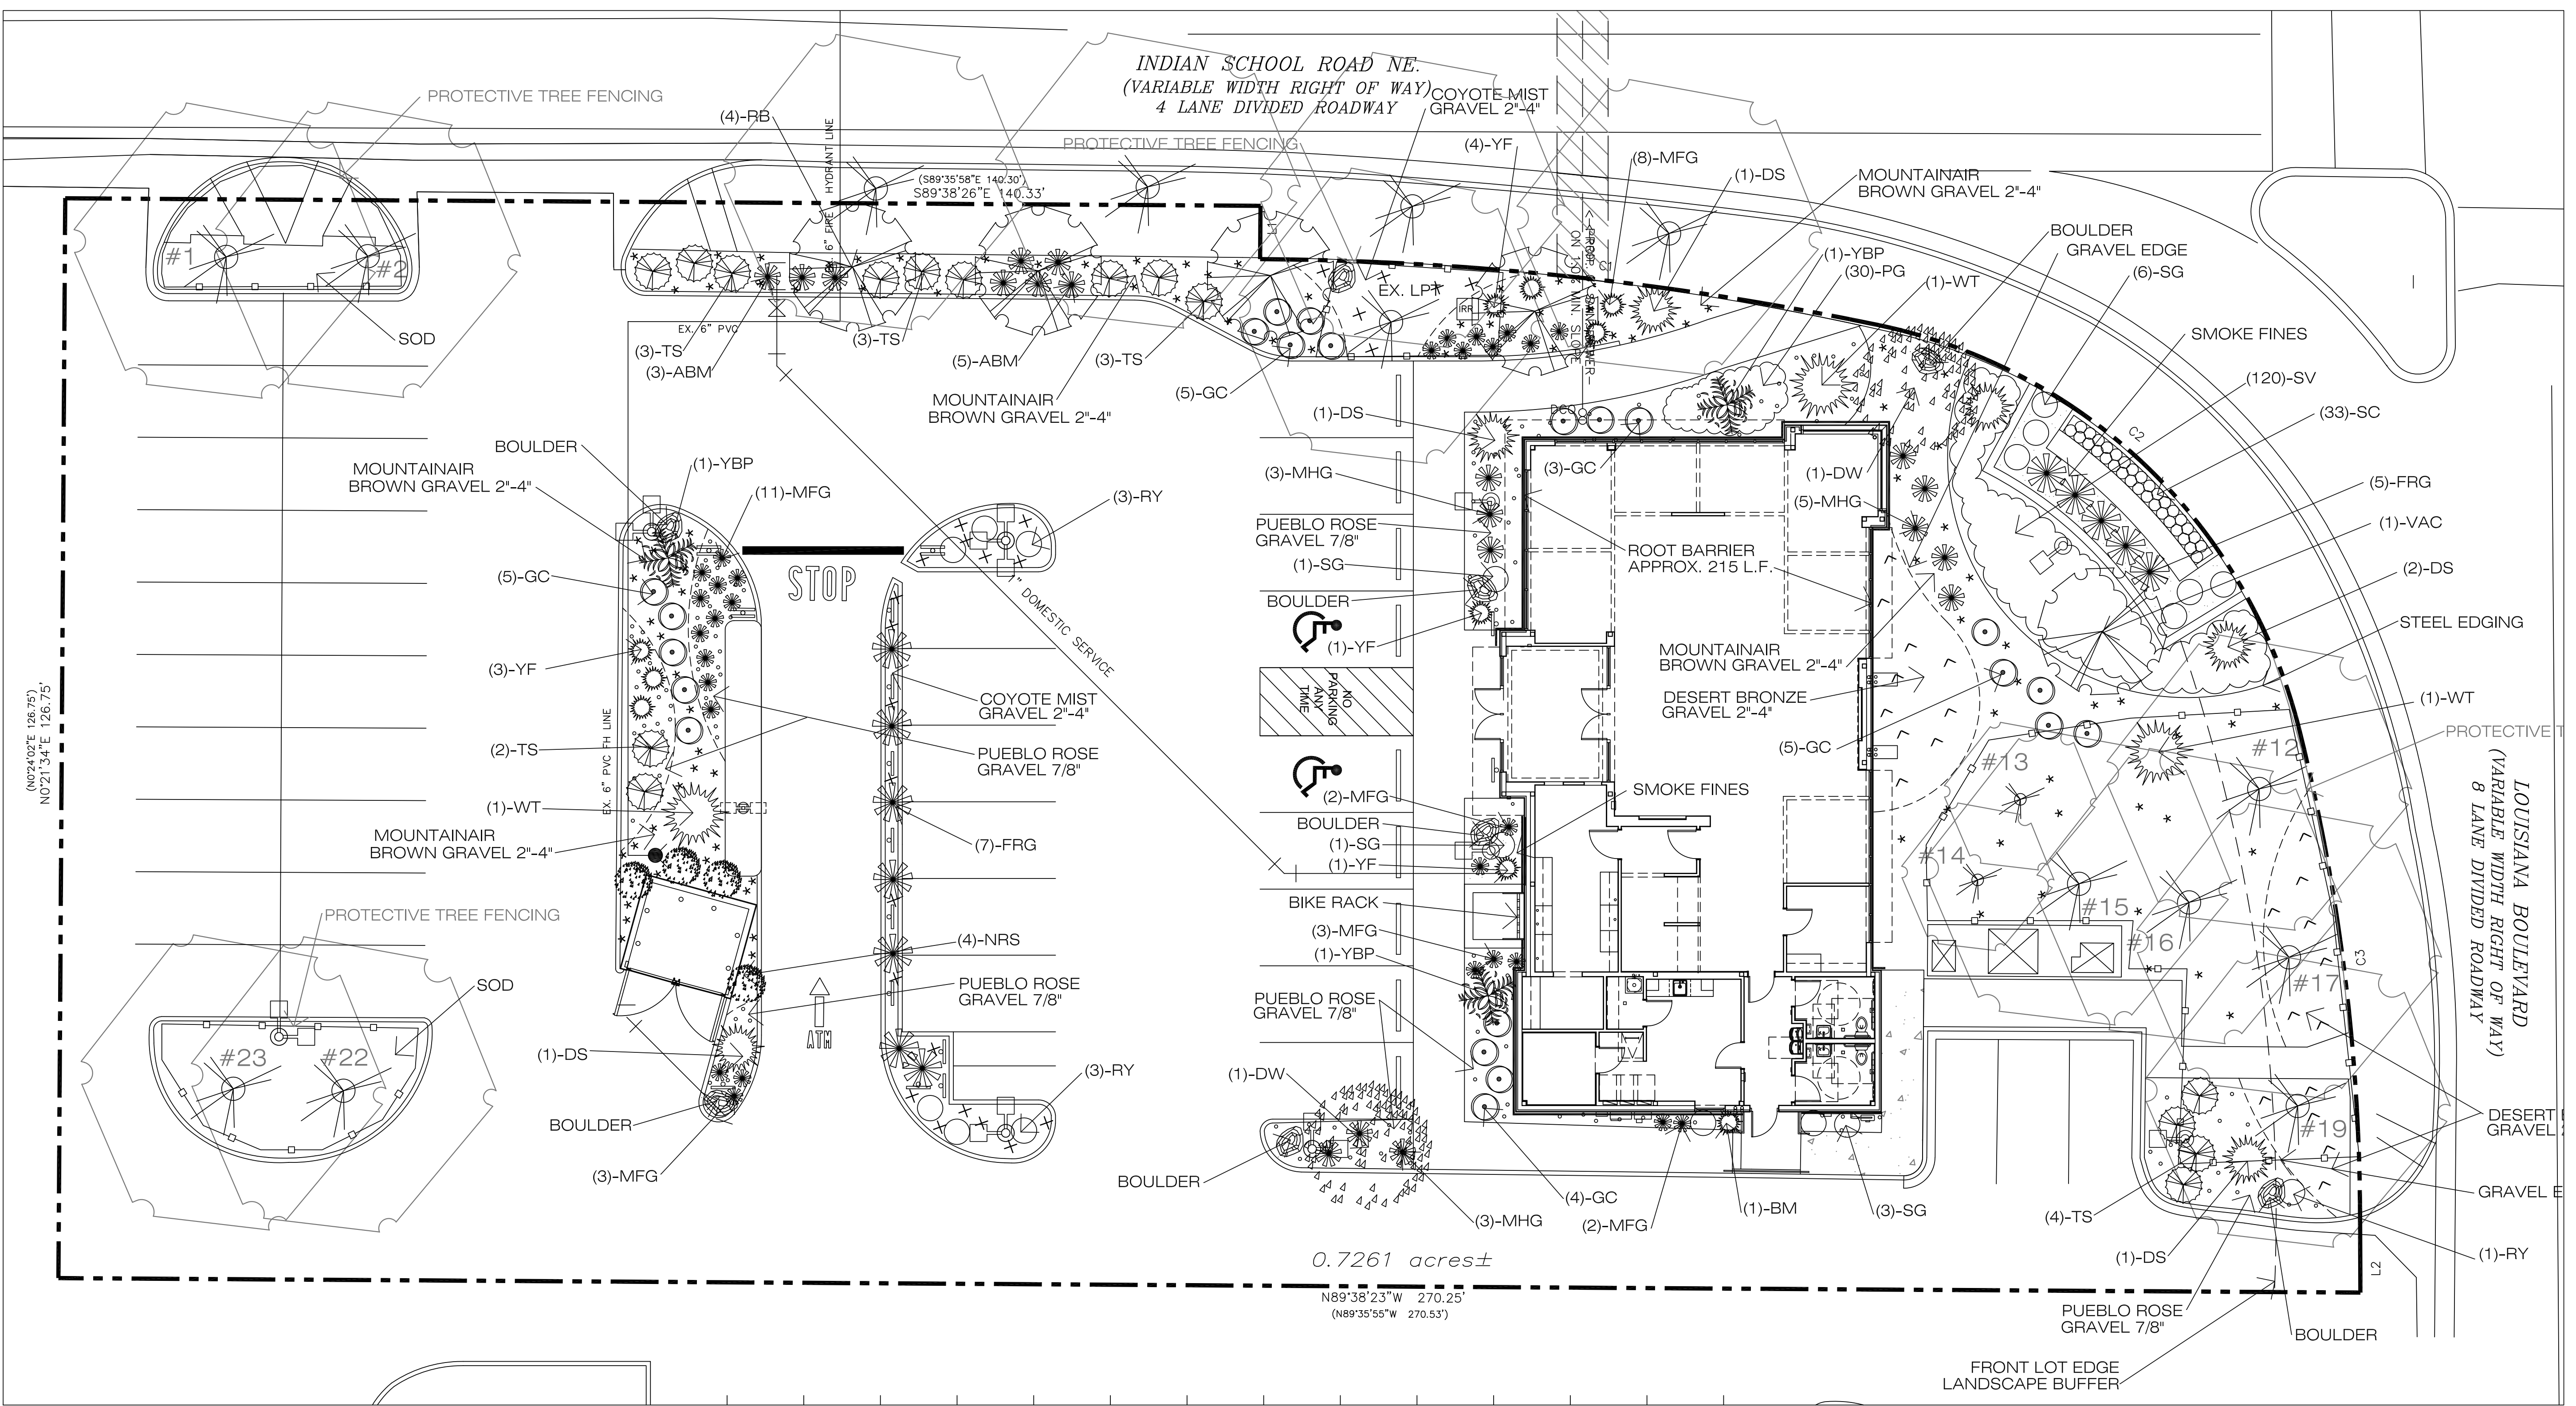 INDIAN SCHOOL ROAD NE.
(VARIABLE WIDTH RIGHT OF WAY)
4 LANE DIVIDED ROADWAY
PROTECTIVE TREE FENCING
(4)-RB
EX. 6" FIRE HYDRANT LINE
(S89°35'58"E 140.30')
S89°38'26"E 140.33'
PROTECTIVE TREE FENCING
COYOTE MIST
GRAVEL 2"-4"
(4)-YF
(8)-MFG
(1)-DS
MOUNTAINAIR
BROWN GRAVEL 2"-4"
BOULDER
GRAVEL EDGE
(1)-YBP
(30)-PG
(6)-SG
(1)-WT
SMOKE FINES
(120)-SV
(33)-SC
(5)-FRG
(1)-VAC
(2)-DS
STEEL EDGING
(1)-WT
PROTECTIVE T
#1
#2
SOD
L1
C1
C2
EX. LPT
IRR
DCO
EX. 6" PVC
(3)-TS
(3)-ABM
(3)-TS
(5)-ABM
(3)-TS
(5)-GC
MOUNTAINAIR
BROWN GRAVEL 2"-4"
BOULDER
MOUNTAINAIR
BROWN GRAVEL 2"-4"
(1)-YBP
(11)-MFG
(3)-RY
STOP
(5)-GC
(3)-YF
(2)-TS
(1)-WT
MOUNTAINAIR
BROWN GRAVEL 2"-4"
EX. 6" PVC FH LINE
1" DOMESTIC SERVICE
COYOTE MIST
GRAVEL 2"-4"
PUEBLO ROSE
GRAVEL 7/8"
(7)-FRG
(4)-NRS
PUEBLO ROSE
GRAVEL 7/8"
ATM
(1)-DS
BOULDER
(3)-MFG
(3)-RY
PROTECTIVE TREE FENCING
SOD
#23
#22
(N0°24'02"E 126.75')
N0°21'34"E 126.75'
(1)-DS
(3)-MHG
PUEBLO ROSE
GRAVEL 7/8"
(1)-SG
BOULDER
(1)-YF
NO
PARKING
ANY
TIME
(2)-MFG
BOULDER
(1)-SG
(1)-YF
BIKE RACK
(3)-MFG
(1)-YBP
PUEBLO ROSE
GRAVEL 7/8"
(1)-DW
BOULDER
(3)-GC
(1)-DW
(5)-MHG
ROOT BARRIER
APPROX. 215 L.F.
MOUNTAINAIR
BROWN GRAVEL 2"-4"
DESERT BRONZE
GRAVEL 2"-4"
(5)-GC
SMOKE FINES
#12
#13
#14
#15
#16
#17
#19
C3
L2
LOUISIANA BOULEVARD
(VARIABLE WIDTH RIGHT OF WAY)
8 LANE DIVIDED ROADWAY
DESERT
GRAVEL
GRAVEL E
(1)-RY
(3)-MHG
(4)-GC
(2)-MFG
(1)-BM
(3)-SG
(4)-TS
(1)-DS
PUEBLO ROSE
GRAVEL 7/8"
BOULDER
FRONT LOT EDGE
LANDSCAPE BUFFER
0.7261 acres±
N89°38'23"W 270.25'
(N89°35'55"W 270.53')